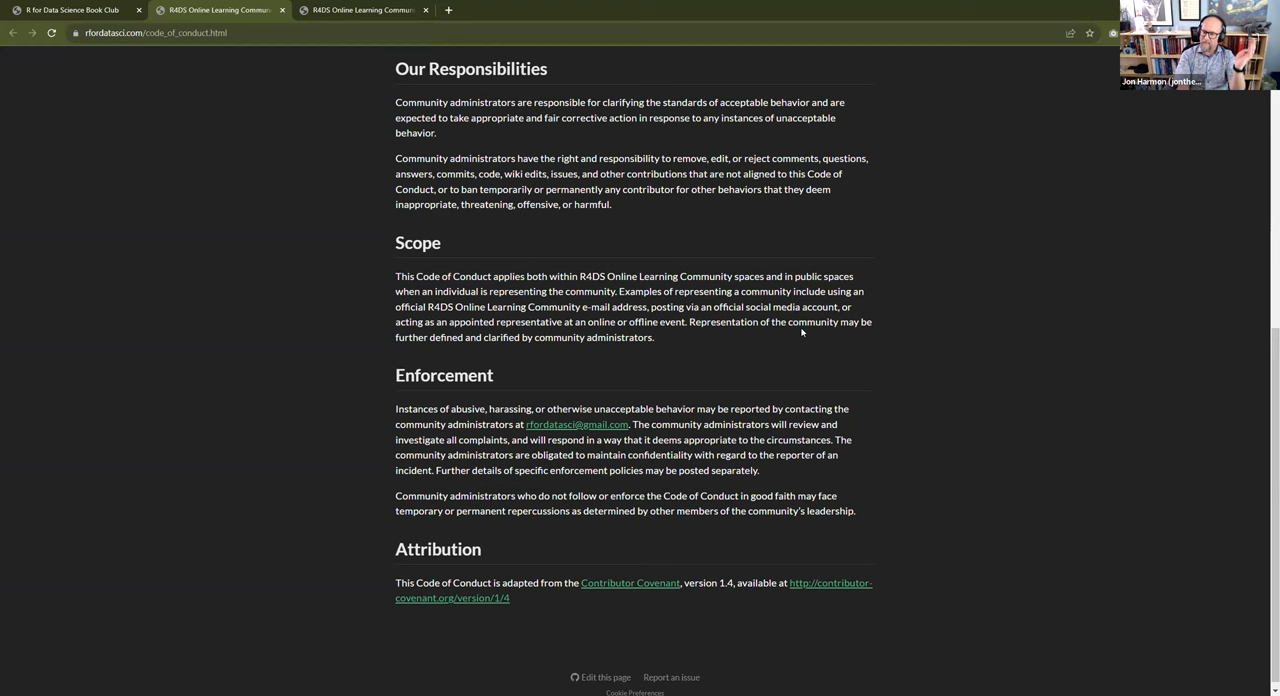 R for Data Science Book Club
R4DS Online Learning Commun
R4DS Online Learning Commun
rfordatasci.com/code_of_conduct.html
Jon Harmon (jonthe...
Our Responsibilities
Community administrators are responsible for clarifying the standards of acceptable behavior and are
expected to take appropriate and fair corrective action in response to any instances of unacceptable
behavior.
Community administrators have the right and responsibility to remove, edit, or reject comments, questions,
answers, commits, code, wiki edits, issues, and other contributions that are not aligned to this Code of
Conduct, or to ban temporarily or permanently any contributor for other behaviors that they deem
inappropriate, threatening, offensive, or harmful.
Scope
This Code of Conduct applies both within R4DS Online Learning Community spaces and in public spaces
when an individual is representing the community. Examples of representing a community include using an
official R4DS Online Learning Community e-mail address, posting via an official social media account, or
acting as an appointed representative at an online or offline event. Representation of the community may be
further defined and clarified by community administrators.
Enforcement
Instances of abusive, harassing, or otherwise unacceptable behavior may be reported by contacting the
community administrators at rfordatasci@gmail.com. The community administrators will review and
investigate all complaints, and will respond in a way that it deems appropriate to the circumstances. The
community administrators are obligated to maintain confidentiality with regard to the reporter of an
incident. Further details of specific enforcement policies may be posted separately.
Community administrators who do not follow or enforce the Code of Conduct in good faith may face
temporary or permanent repercussions as determined by other members of the community's leadership.
Attribution
This Code of Conduct is adapted from the Contributor Covenant, version 1.4, available at http://contributor-
covenant.org/version/1/4
Edit this page Report an issue
Cookie Preferences